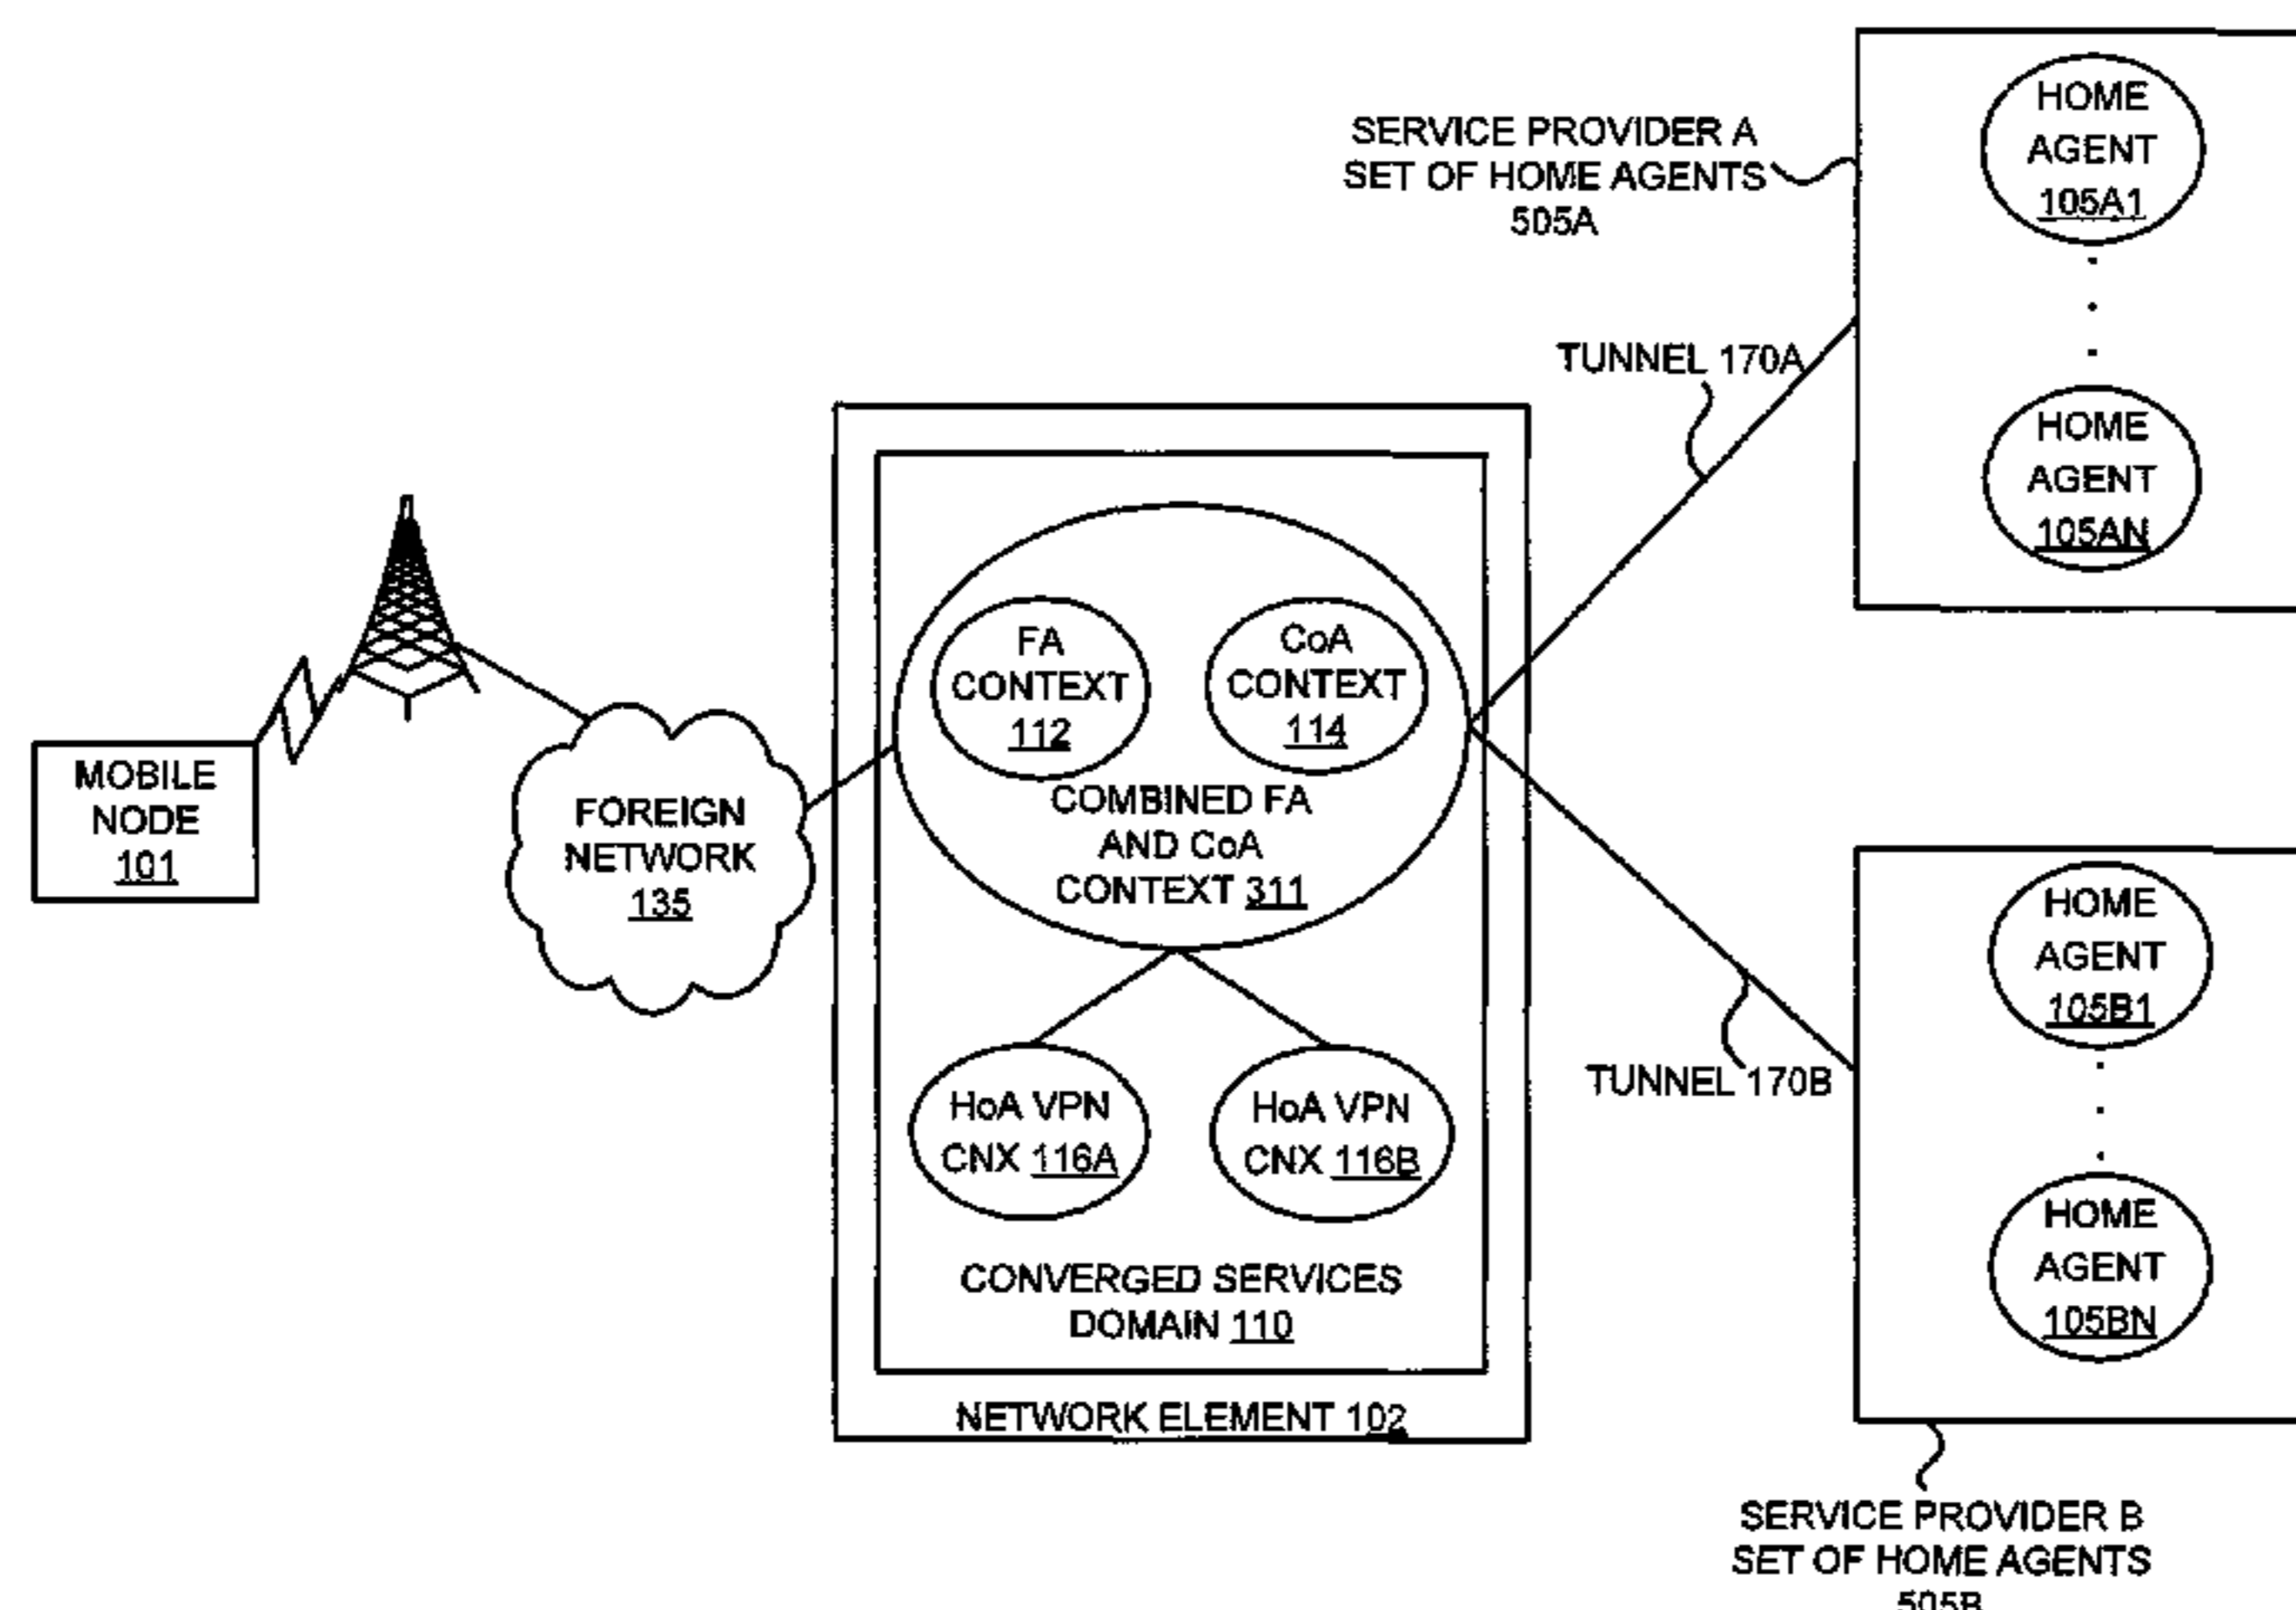 HOME
AGENT
105A1
SERVICE PROVIDER A
SET OF HOME AGENTS
505A
TUNNEL 170A
HOME
AGENT
105AN
FA
CONTEXT
112
CoA
CONTEXT
114
COMBINED FA
AND CoA
CONTEXT 311
MOBILE
NODE
101
FOREIGN
NETWORK
135
HoA VPN
CNX 116A
HoA VPN
CNX 116B
CONVERGED SERVICES
DOMAIN 110
NETWORK ELEMENT 102
TUNNEL 170B
HOME
AGENT
105B1
HOME
AGENT
105BN
SERVICE PROVIDER B
SET OF HOME AGENTS
505B